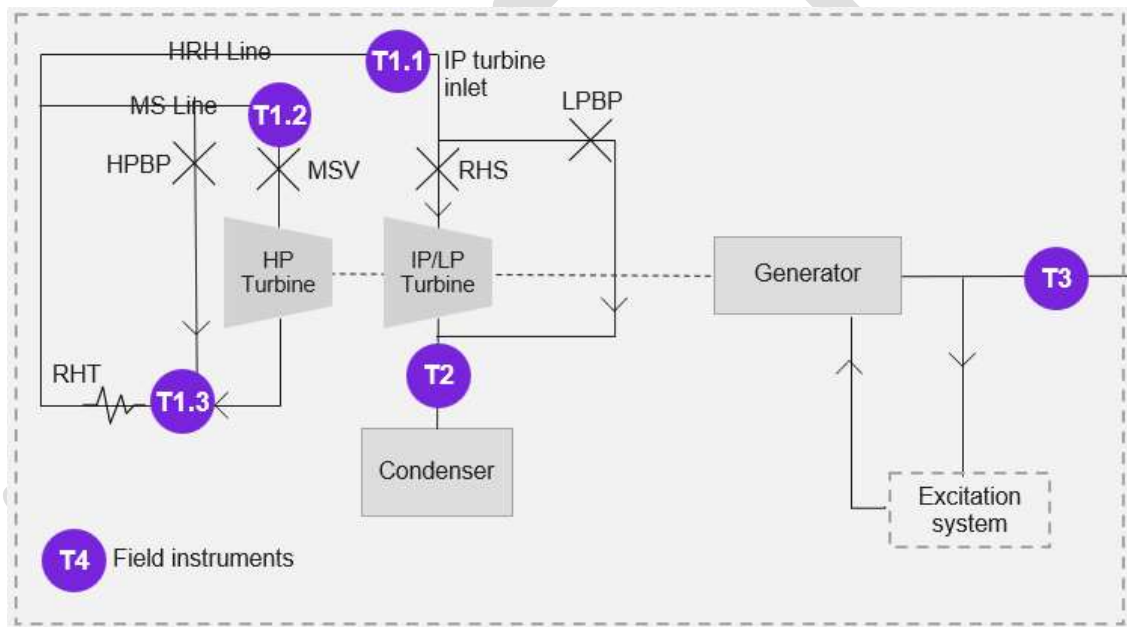 HRH Line
T1.1
IP turbine
inlet
MS Line
T1.2
LPBP
HPBP
MSV
RHS
HP
Turbine
IP/LP
Turbine
Generator
T3
RHT
T1.3
T2
Condenser
Excitation
system
T4
Field instruments